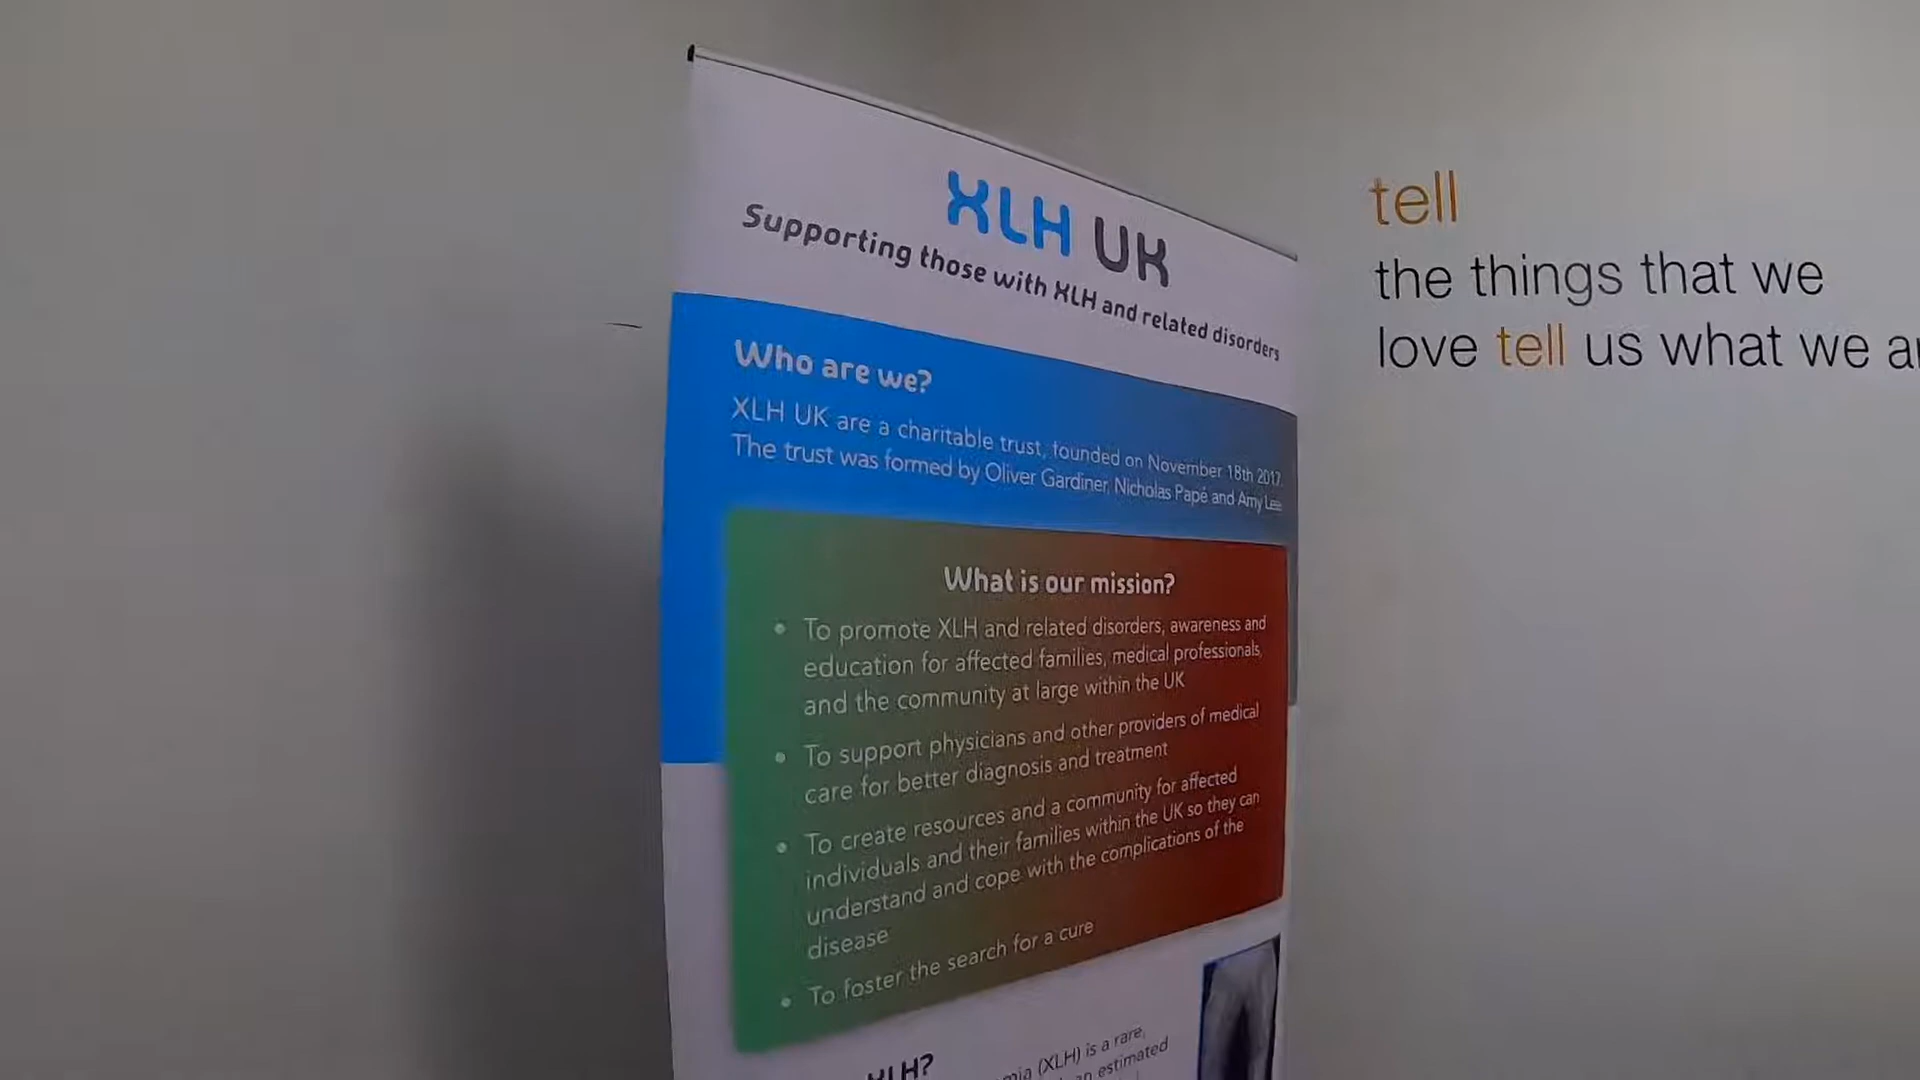 XLH UK
Supporting those with XLH and related disorders
Who are we?
XLH UK are a charitable trust, founded on November 18th 2017.
The trust was formed by Oliver Gardiner, Nicholas Papé and Amy Lee
What is our mission?
• To promote XLH and related disorders, awareness and
education for affected families, medical professionals,
and the community at large within the UK
• To support physicians and other providers of medical
care for better diagnosis and treatment
• To create resources and a community for affected
individuals and their families within the UK so they can
understand and cope with the complications of the
disease
• To foster the search for a cure
XLH?
(XLH) is a rare,
estimated
tell
the things that we
love tell us what we